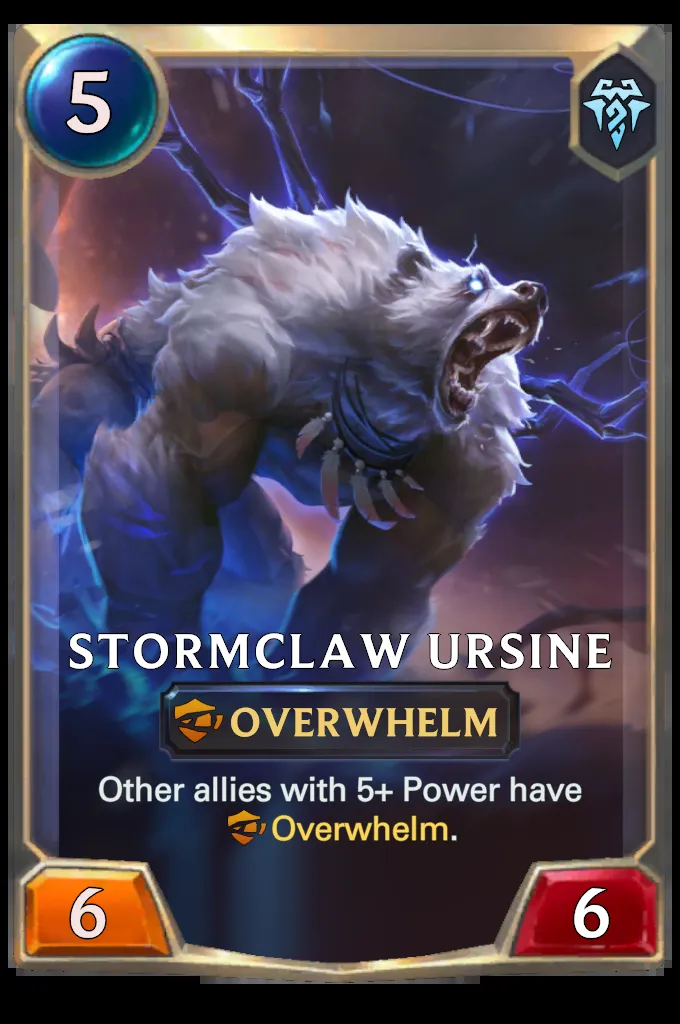 5
STORMCLAW URSINE
OVERWHELM
Other allies with 5+ Power have
Overwhelm.
6
6